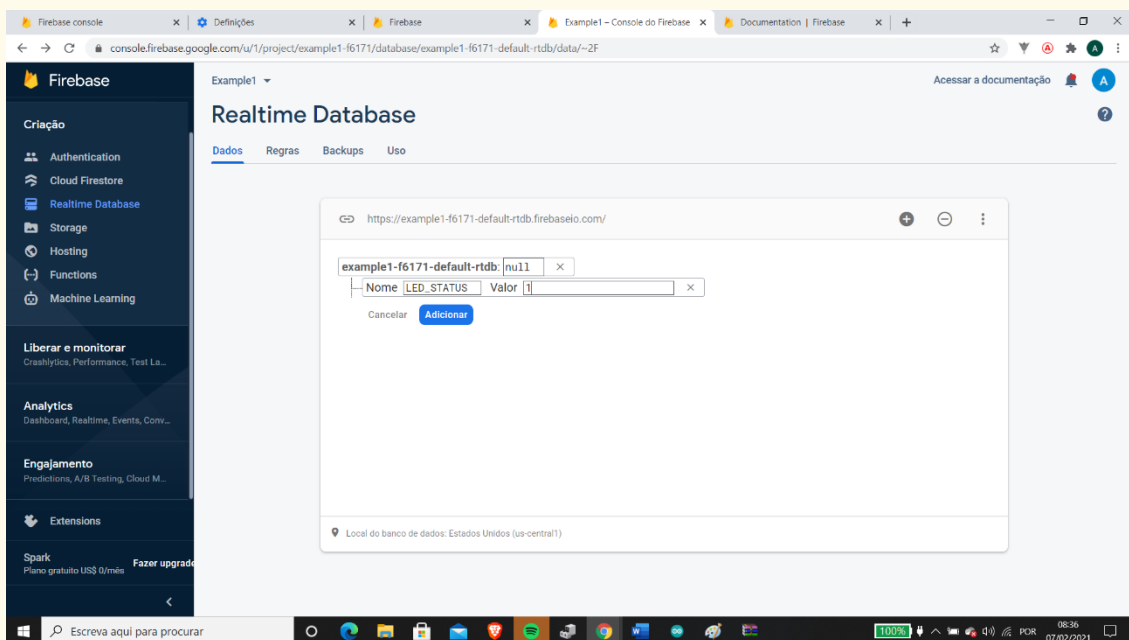 Firebase console
Definições
Firebase
Example1 – Console do Firebase
Documentation | Firebase
console.firebase.google.com/u/1/project/example1-f6171/database/example1-f6171-default-rtdb/data/~2F
A
A
Firebase
Example1
Acessar a documentação
A
Realtime Database
Criação
Dados Regras Backups Uso
Authentication
Cloud Firestore
Realtime Database
Storage
Hosting
Functions
Machine Learning
https://example1-f6171-default-rtdb.firebaseio.com/
example1-f6171-default-rtdb: null
Nome LED_STATUS Valor 1
Cancelar Adicionar
Liberar e monitorar
Crashlytics, Performance, Test La...
Analytics
Dashboard, Realtime, Events, Conv...
Engajamento
Predictions, A/B Testing, Cloud M...
Extensions
Local do banco de dados: Estados Unidos (us-central1)
Spark
Plano gratuito US$ 0/mês
Fazer upgrade
Escreva aqui para procurar
100%
POR
08:36
07/02/2021